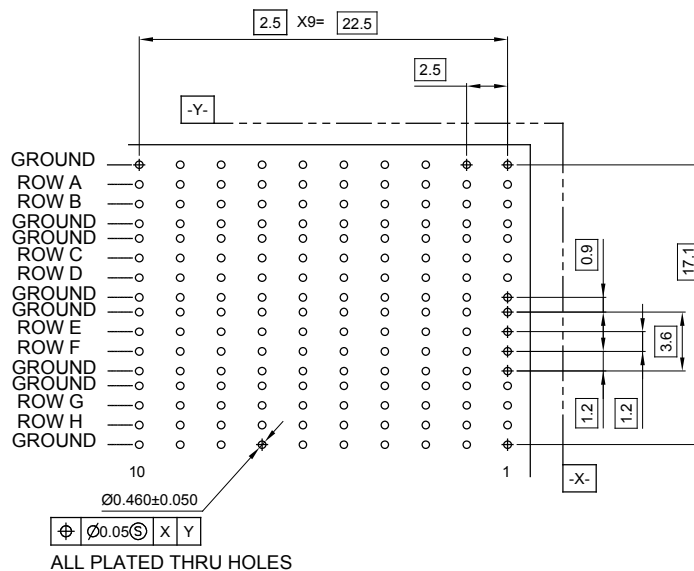 2.5 X9= 22.5
2.5
-Y-
GROUND
ROW A
ROW B
GROUND
GROUND
ROW C
ROW D
GROUND
GROUND
ROW E
ROW F
GROUND
GROUND
ROW G
ROW H
GROUND
0.9
17.1
3.6
1.2
1.2
10
1
-X-
Ø0.460±0.050
⌖ Ø0.05Ⓢ X Y
ALL PLATED THRU HOLES